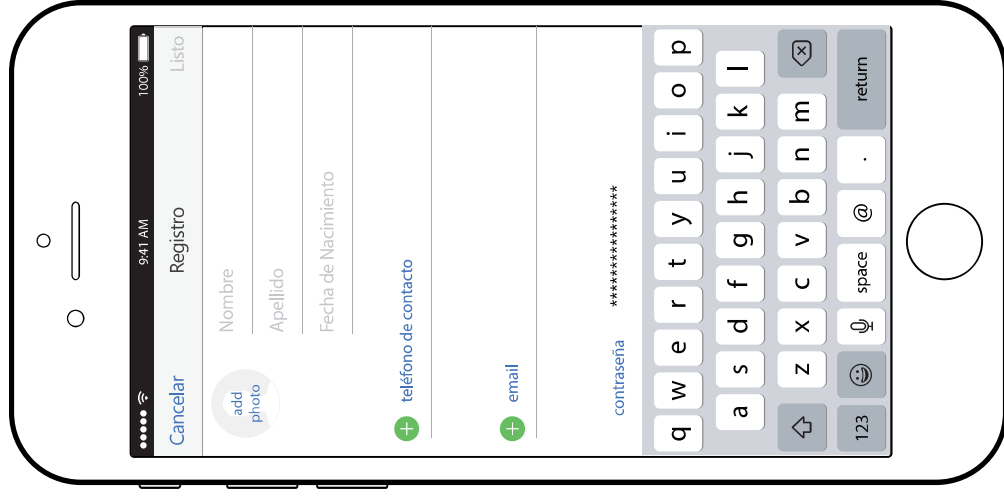 9:41 AM 100%
Cancelar Registro Listo
add
photo
Nombre
Apellido
Fecha de Nacimiento
teléfono de contacto
email
contraseña ******************
q w e r t y u i o p
a s d f g h j k l
z x c v b n m
123 space @ . return